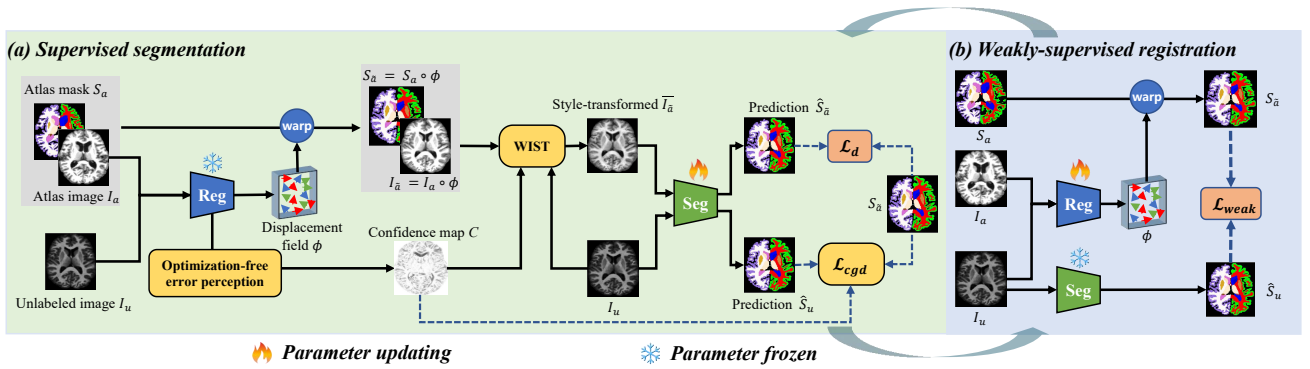 (a) Supervised segmentation
Atlas mask S_a
Atlas image I_a
Unlabeled image I_u
Reg
warp
Displacement
field ϕ
Optimization-free
error perception
S_ã = S_a ∘ ϕ
I_ã = I_a ∘ ϕ
Confidence map C
WIST
Style-transformed \overline{I_ã}
I_u
Seg
Prediction Ŝ_ã
Prediction Ŝ_u
ℒ_d
S_ã
ℒ_cgd
(b) Weakly-supervised registration
S_a
I_a
I_u
warp
Reg
ϕ
Seg
S_ã
ℒ_weak
Ŝ_u
Parameter updating
Parameter frozen